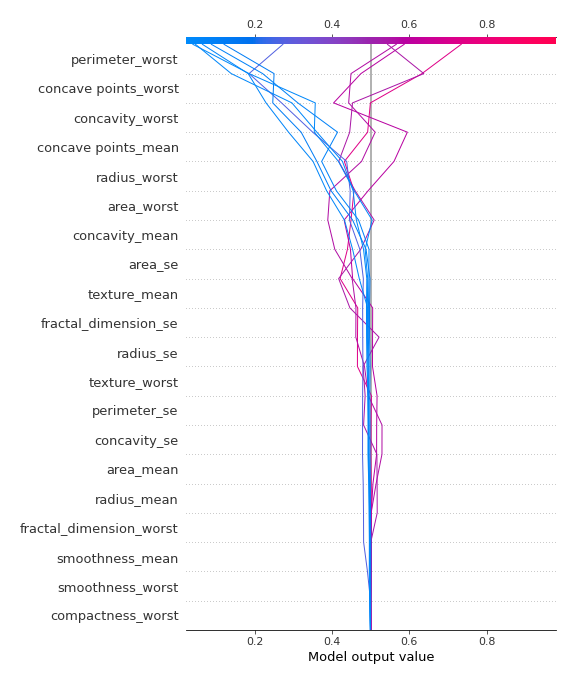 0.2 0.4 0.6 0.8
perimeter_worst
concave points_worst
concavity_worst
concave points_mean
radius_worst
area_worst
concavity_mean
area_se
texture_mean
fractal_dimension_se
radius_se
texture_worst
perimeter_se
concavity_se
area_mean
radius_mean
fractal_dimension_worst
smoothness_mean
smoothness_worst
compactness_worst
0.2 0.4 0.6 0.8
Model output value